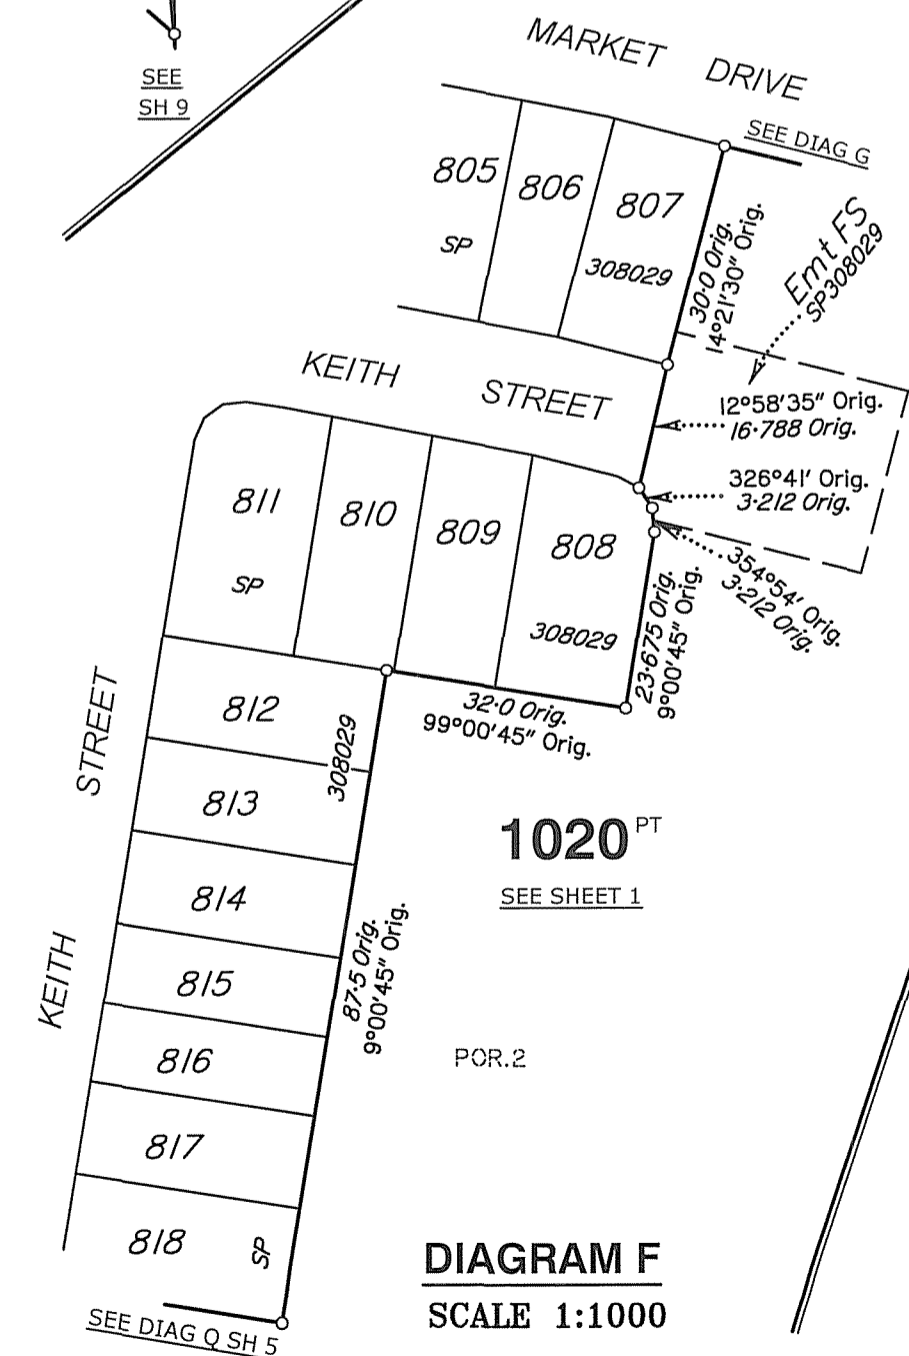 SEE
SH 9
MARKET DRIVE
SEE DIAG G
805
806
807
SP
308029
30·0 Orig.
14°21'30" Orig.
Emt FS
SP308029
KEITH STREET
12°58'35" Orig.
16·788 Orig.
326°41' Orig.
3·212 Orig.
354°54' Orig.
3·212 Orig.
811
810
809
808
SP
308029
23·675 Orig.
9°00'45" Orig.
32·0 Orig.
99°00'45" Orig.
KEITH STREET
812
308029
813
814
815
816
817
818
SP
87·5 Orig.
9°00'45" Orig.
1020 PT
SEE SHEET 1
POR.2
DIAGRAM F
SCALE 1:1000
SEE DIAG Q SH 5